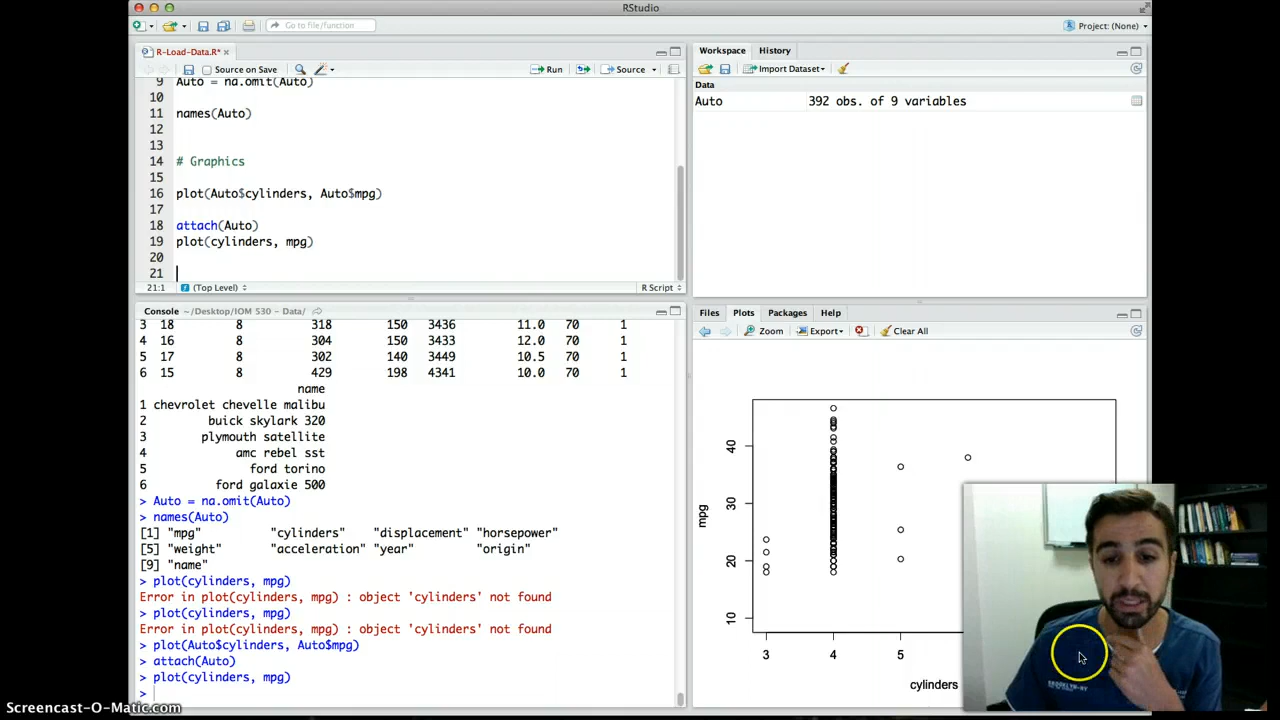 RStudio
Go to file/function
Project: (None)
R-Load-Data.R*
Source on Save
Run
Source
9 Auto = na.omit(Auto)
10
11 names(Auto)
12
13
14 # Graphics
15
16 plot(Auto$cylinders, Auto$mpg)
17
18 attach(Auto)
19 plot(cylinders, mpg)
20
21
21:1 (Top Level) R Script
Console ~/Desktop/IOM 530 - Data/
3 18 8 318 150 3436 11.0 70 1
4 16 8 304 150 3433 12.0 70 1
5 17 8 302 140 3449 10.5 70 1
6 15 8 429 198 4341 10.0 70 1
name
1 chevrolet chevelle malibu
2 buick skylark 320
3 plymouth satellite
4 amc rebel sst
5 ford torino
6 ford galaxie 500
> Auto = na.omit(Auto)
> names(Auto)
[1] "mpg" "cylinders" "displacement" "horsepower"
[5] "weight" "acceleration" "year" "origin"
[9] "name"
> plot(cylinders, mpg)
Error in plot(cylinders, mpg) : object 'cylinders' not found
> plot(cylinders, mpg)
Error in plot(cylinders, mpg) : object 'cylinders' not found
> plot(Auto$cylinders, Auto$mpg)
> attach(Auto)
> plot(cylinders, mpg)
>
Workspace History
Import Dataset
Data
Auto 392 obs. of 9 variables
Files Plots Packages Help
Zoom Export Clear All
40
30
20
10
mpg
3 4 5
cylinders
Screencast-O-Matic.com